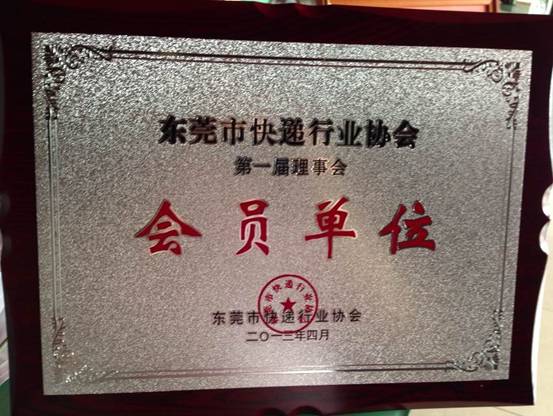 东莞市快递行业协会
第一届理事会
会员单位
东莞市快递行业协会
二〇一三年四月